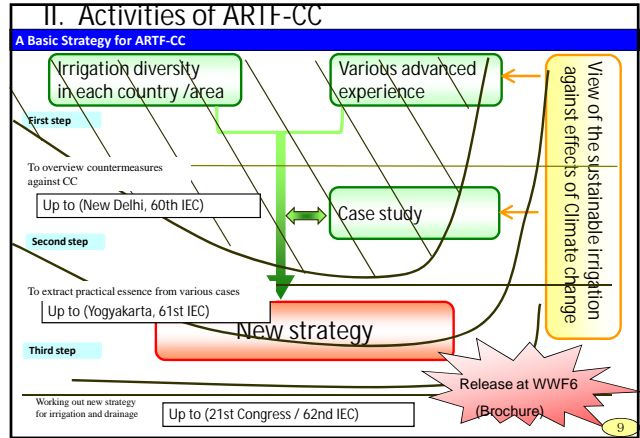 II. Activities of ARTF-CC
A Basic Strategy for ARTF-CC
Irrigation diversity
in each country /area
Various advanced
experience
View of the sustainable irrigation
against effects of Climate change
First step
To overview countermeasures
against CC
Up to (New Delhi, 60th IEC)
Case study
Second step
To extract practical essence from various cases
Up to (Yogyakarta, 61st IEC)
New strategy
Third step
Release at WWF6
(Brochure)
Working out new strategy
for irrigation and drainage
Up to (21st Congress / 62nd IEC)
9